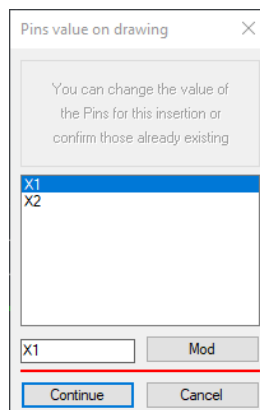 Pins value on drawing
You can change the value of
the Pins for this insertion or
confirm those already existing
X1
X2
X1
Mod
Continue
Cancel